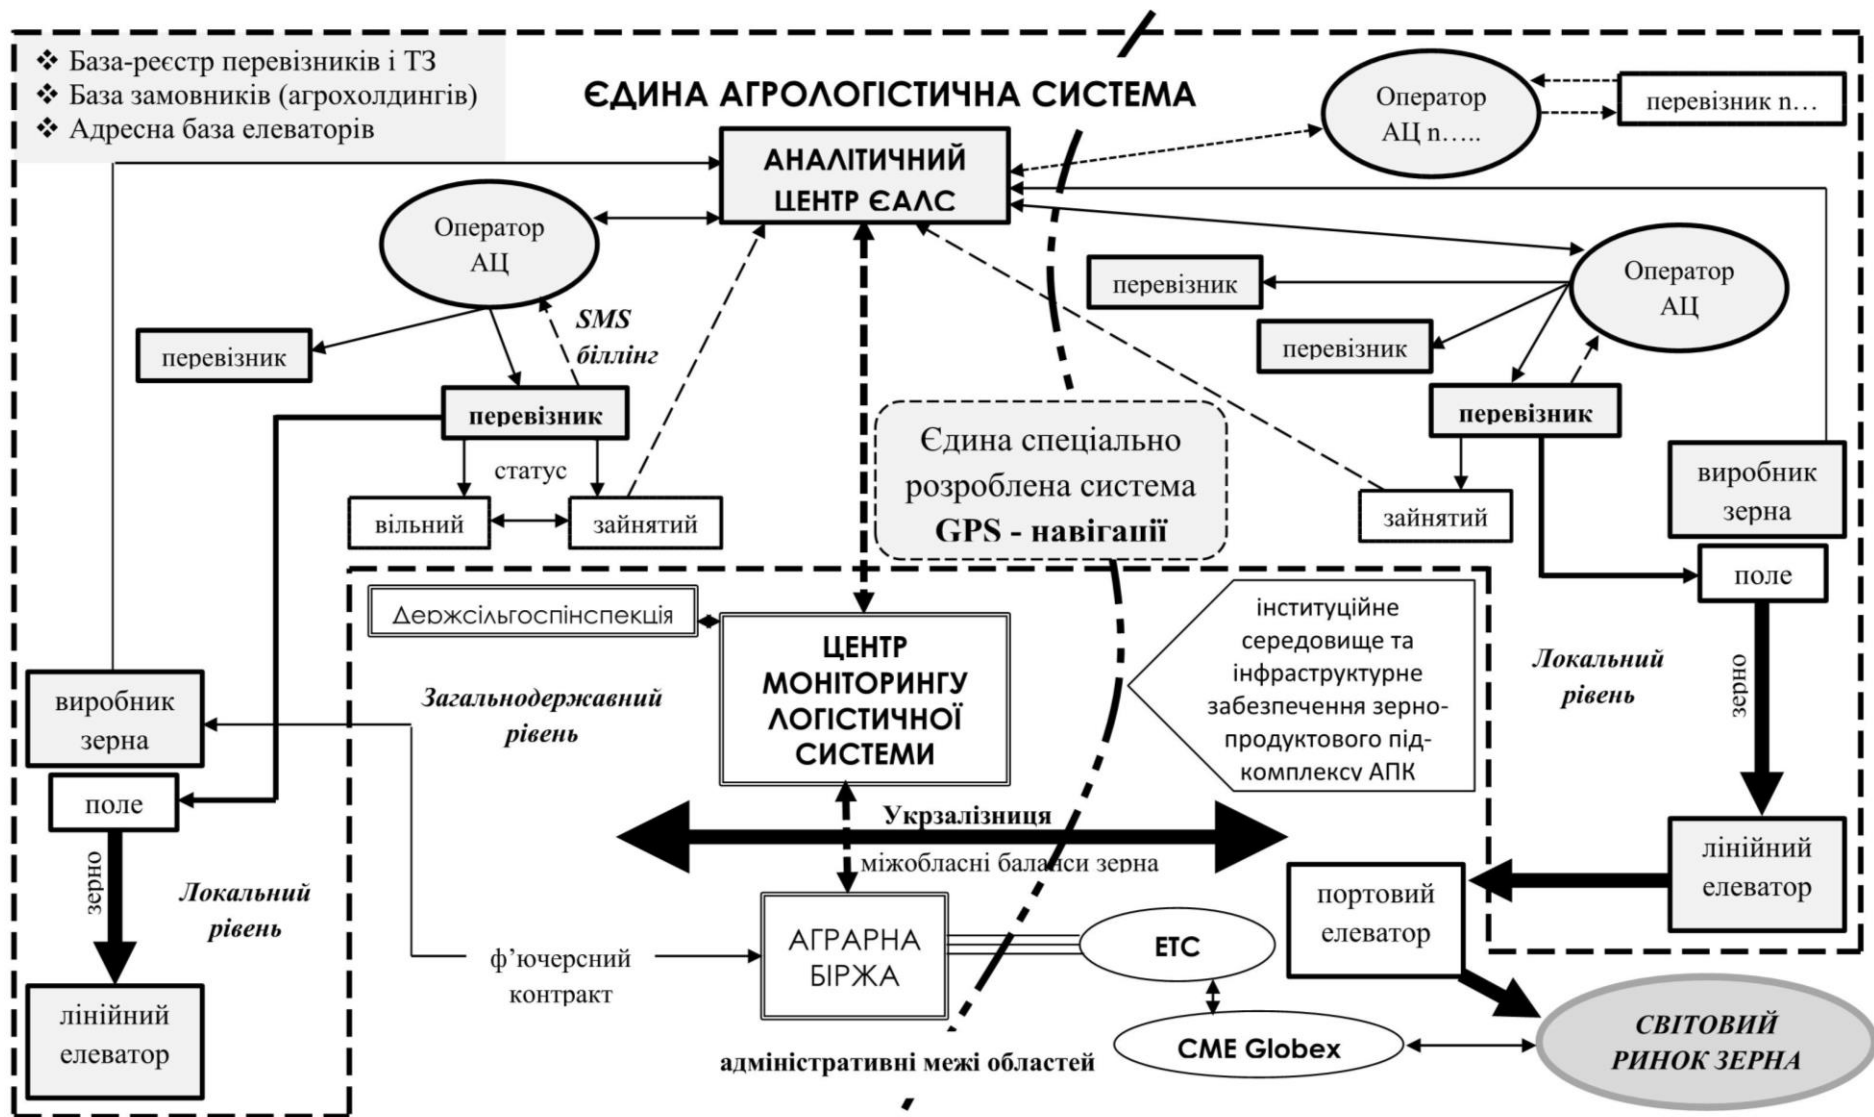 ❖ База-реєстр перевізників і ТЗ
❖ База замовників (агрохолдингів)
❖ Адресна база елеваторів
ЄДИНА АГРОЛОГІСТИЧНА СИСТЕМА
АНАЛІТИЧНИЙ
ЦЕНТР ЄАЛС
Оператор
АЦ n…..
перевізник n…
Оператор
АЦ
SMS
біллінг
перевізник
перевізник
статус
вільний
зайнятий
Єдина спеціально
розроблена система
GPS - навігації
Оператор
АЦ
перевізник
перевізник
перевізник
зайнятий
виробник
зерна
поле
Локальний
рівень
зерно
лінійний
елеватор
Держсільгоспінспекція
ЦЕНТР
МОНІТОРИНГУ
ЛОГІСТИЧНОЇ
СИСТЕМИ
Загальнодержавний
рівень
інституційне
середовище та
інфраструктурне
забезпечення зерно-
продуктового під-
комплексу АПК
виробник
зерна
поле
зерно
Локальний
рівень
лінійний
елеватор
Укрзалізниця
міжобласні баланси зерна
ф'ючерсний
контракт
АГРАРНА
БІРЖА
ETC
CME Globex
портовий
елеватор
СВІТОВИЙ
РИНОК ЗЕРНА
адміністративні межі областей